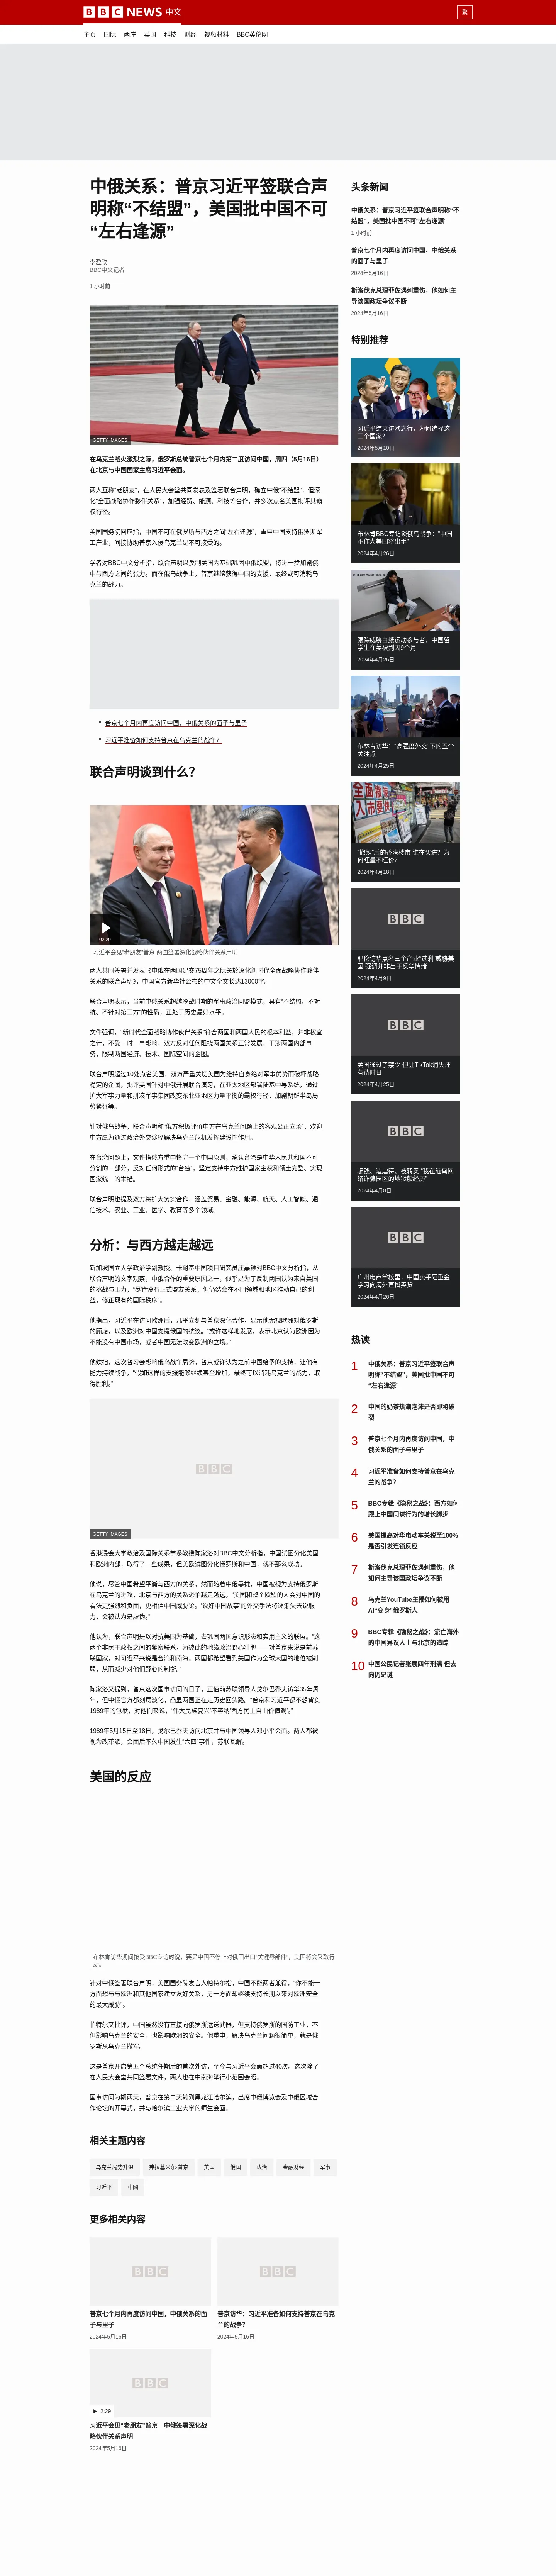 BBC NEWS 中文
繁
主页 国际 两岸 英国 科技 财经 视频材料 BBC英伦网
中俄关系：普京习近平签联合声
明称“不结盟”，美国批中国不可
“左右逢源”
李澄欣
BBC中文记者
1 小时前
GETTY IMAGES
在乌克兰战火激烈之际，俄罗斯总统普京七个月内第二度访问中国，周四（5月16日）
在北京与中国国家主席习近平会面。
两人互称“老朋友”，在人民大会堂共同发表及签署联合声明，确立中俄“不结盟”，但深
化“全面战略协作夥伴关系”，加强经贸、能源、科技等合作，并多次点名美国批评其霸
权行径。
美国国务院回应指，中国不可在俄罗斯与西方之间“左右逢源”，重申中国支持俄罗斯军
工产业，间接协助普京入侵乌克兰是不可接受的。
学者对BBC中文分析指，联合声明以反制美国为基础巩固中俄联盟，将进一步加剧俄
中与西方之间的张力。而在俄乌战争上，普京继续获得中国的支援，最终或可消耗乌
克兰的战力。
普京七个月内再度访问中国，中俄关系的面子与里子
习近平准备如何支持普京在乌克兰的战争？
联合声明谈到什么？
02:29
习近平会见“老朋友”普京 两国签署深化战略伙伴关系声明
两人共同签署并发表《中俄在两国建交75周年之际关於深化新时代全面战略协作夥伴
关系的联合声明》，中国官方新华社公布的中文全文长达13000字。
联合声明表示，当前中俄关系超越冷战时期的军事政治同盟模式，具有“不结盟、不对
抗、不针对第三方”的性质，正处于历史最好水平。
文件强调，“新时代全面战略协作伙伴关系”符合两国和两国人民的根本利益，并非权宜
之计，不受一时一事影响，双方反对任何阻挠两国关系正常发展，干涉两国内部事
务，限制两国经济、技术、国际空间的企图。
联合声明超过10处点名美国，双方严重关切美国为维持自身绝对军事优势而破坏战略
稳定的企图，批评美国针对中俄开展联合演习，在亚太地区部署陆基中导系统，通过
扩大军事力量和拼凑军事集团改变东北亚地区力量平衡的霸权行径，加剧朝鲜半岛局
势紧张等。
针对俄乌战争，联合声明称“俄方积极评价中方在乌克兰问题上的客观公正立场”，欢迎
中方愿为通过政治外交途径解决乌克兰危机发挥建设性作用。
在台湾问题上，文件指俄方重申恪守一个中国原则，承认台湾是中华人民共和国不可
分割的一部分，反对任何形式的“台独”，坚定支持中方维护国家主权和领土完整、实现
国家统一的举措。
联合声明也提及双方将扩大务实合作，涵盖贸易、金融、能源、航天、人工智能、通
信技术、农业、工业、医学、教育等多个领域。
分析：与西方越走越远
新加坡国立大学政治学副教授、卡耐基中国项目研究员庄嘉颖对BBC中文分析指，从
联合声明的文字观察，中俄合作的重要原因之一，似乎是为了反制两国认为来自美国
的挑战与压力，“尽管没有正式盟友关系，但仍然会在不同领域和地区推动自己的利
益，修正现有的国际秩序”。
他指出，习近平在访问欧洲后，几乎立刻与普京深化合作，显示他无视欧洲对俄罗斯
的顾虑，以及欧洲对中国支援俄国的抗议。“或许这样地发展，表示北京认为欧洲因为
不能没有中国市场，或者中国无法改变欧洲的立场。”
他续指，这次普习会影响俄乌战争局势，普京或许认为之前中国给予的支持，让他有
能力持续战争，“假如这样的支援能够继续甚至增加，最终可以消耗乌克兰的战力，取
得胜利。”
BBC
GETTY IMAGES
香港浸会大学政治及国际关系学系教授陈家洛对BBC中文分析指，中国试图分化美国
和欧洲内部，取得了一些成果，但美欧试图分化俄罗斯和中国，就不那么成功。
他说，尽管中国希望平衡与西方的关系，然而随着中俄靠拢，中国被视为支持俄罗斯
在乌克兰的进攻，北京与西方的关系恐怕越走越远。“美国和整个欧盟的人会对中国的
看法更强烈和负面，更相信中国威胁论。‘说好中国故事’的外交手法将逐渐失去说服
力，会被认为是虚伪。”
他认为，联合声明是以对抗美国为基础，去巩固两国意识形态和实用主义的联盟。“这
两个非民主政权之间的紧密联系，为彼此的地缘政治野心壮胆——对普京来说是前苏
联国家，对习近平来说是台湾和南海。两国都希望看到美国作为全球大国的地位被削
弱，从而减少对他们野心的制衡。”
陈家洛又提到，普京这次国事访问的日子，正值前苏联领导人戈尔巴乔夫访华35年周
年，但中俄官方都刻意淡化，凸显两国正在走历史回头路。“普京和习近平都不想背负
1989年的包袱，对他们来说，‘伟大民族复兴’不容纳‘西方民主自由价值观’。”
1989年5月15日至18日，戈尔巴乔夫访问北京并与中国领导人邓小平会面。两人都被
视为改革派，会面后不久中国发生“六四”事件，苏联瓦解。
美国的反应
布林肯访华期间接受BBC专访时说，要是中国不停止对俄国出口“关键零部件”，美国将会采取行
动。
针对中俄签署联合声明，美国国务院发言人帕特尔指，中国不能两者兼得，“你不能一
方面想与与欧洲和其他国家建立友好关系，另一方面却继续支持长期以来对欧洲安全
的最大威胁”。
帕特尔又批评，中国虽然没有直接向俄罗斯运送武器，但支持俄罗斯的国防工业，不
但影响乌克兰的安全，也影响欧洲的安全。他重申，解决乌克兰问题很简单，就是俄
罗斯从乌克兰撤军。
这是普京开启第五个总统任期后的首次外访，至今与习近平会面超过40次。这次除了
在人民大会堂共同签署文件，两人也在中南海举行小范围会晤。
国事访问为期两天，普京在第二天转到黑龙江哈尔滨，出席中俄博览会及中俄区域合
作论坛的开幕式，并与哈尔滨工业大学的师生会面。
相关主题内容
乌克兰局势升温 弗拉基米尔·普京 美国 俄国 政治 金融财经 军事
习近平 中國
更多相关内容
BBC
普京七个月内再度访问中国，中俄关系的面
子与里子
2024年5月16日
BBC
普京访华：习近平准备如何支持普京在乌克
兰的战争？
2024年5月16日
BBC
2:29
习近平会见“老朋友”普京 中俄签署深化战
略伙伴关系声明
2024年5月16日
头条新闻
中俄关系：普京习近平签联合声明称“不
结盟”，美国批中国不可“左右逢源”
1 小时前
普京七个月内再度访问中国，中俄关系
的面子与里子
2024年5月16日
斯洛伐克总理菲佐遇刺重伤，他如何主
导该国政坛争议不断
2024年5月16日
特别推荐
习近平结束访欧之行，为何选择这
三个国家？
2024年5月10日
布林肯BBC专访谈俄乌战争：“中国
不作为美国将出手”
2024年4月26日
跟踪威胁白纸运动参与者，中国留
学生在美被判囚9个月
2024年4月26日
布林肯访华：“高强度外交”下的五个
关注点
2024年4月25日
“撤辣”后的香港楼市 谁在买进？为
何旺量不旺价？
2024年4月18日
BBC
耶伦访华点名三个产业“过剩”威胁美
国 强调并非出于反华情绪
2024年4月9日
BBC
美国通过了禁令 但让TikTok消失还
有待时日
2024年4月25日
BBC
骗钱、遭虐待、被转卖 “我在缅甸网
络诈骗园区的地狱般经历”
2024年4月8日
BBC
广州电商学校里，中国卖手砸重金
学习向海外直播卖货
2024年4月26日
热读
1 中俄关系：普京习近平签联合声
明称“不结盟”，美国批中国不可
“左右逢源”
2 中国的奶茶热潮泡沫是否即将破
裂
3 普京七个月内再度访问中国，中
俄关系的面子与里子
4 习近平准备如何支持普京在乌克
兰的战争？
5 BBC专辑《隐秘之战》：西方如何
跟上中国间谍行为的增长脚步
6 美国提高对华电动车关税至100%
是否引发连锁反应
7 斯洛伐克总理菲佐遇刺重伤，他
如何主导该国政坛争议不断
8 乌克兰YouTube主播如何被用
AI“变身”俄罗斯人
9 BBC专辑《隐秘之战》：流亡海外
的中国异议人士与北京的追踪
10 中国公民记者张展四年刑满 但去
向仍是谜